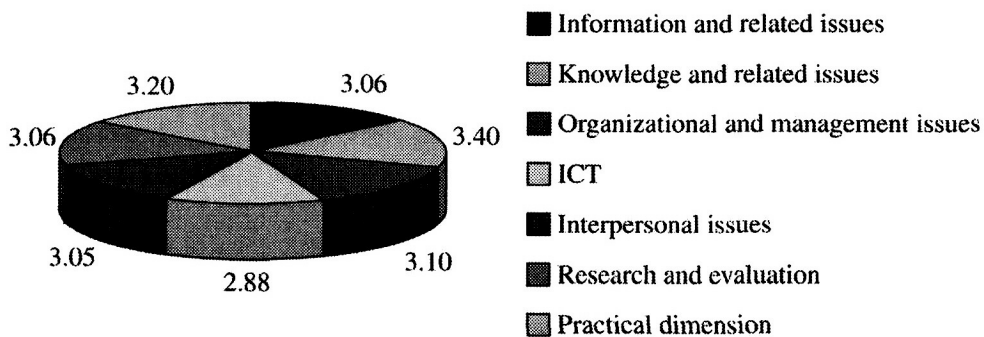 3.20
3.06
3.06
3.40
3.05
3.10
2.88
Information and related issues
Knowledge and related issues
Organizational and management issues
ICT
Interpersonal issues
Research and evaluation
Practical dimension